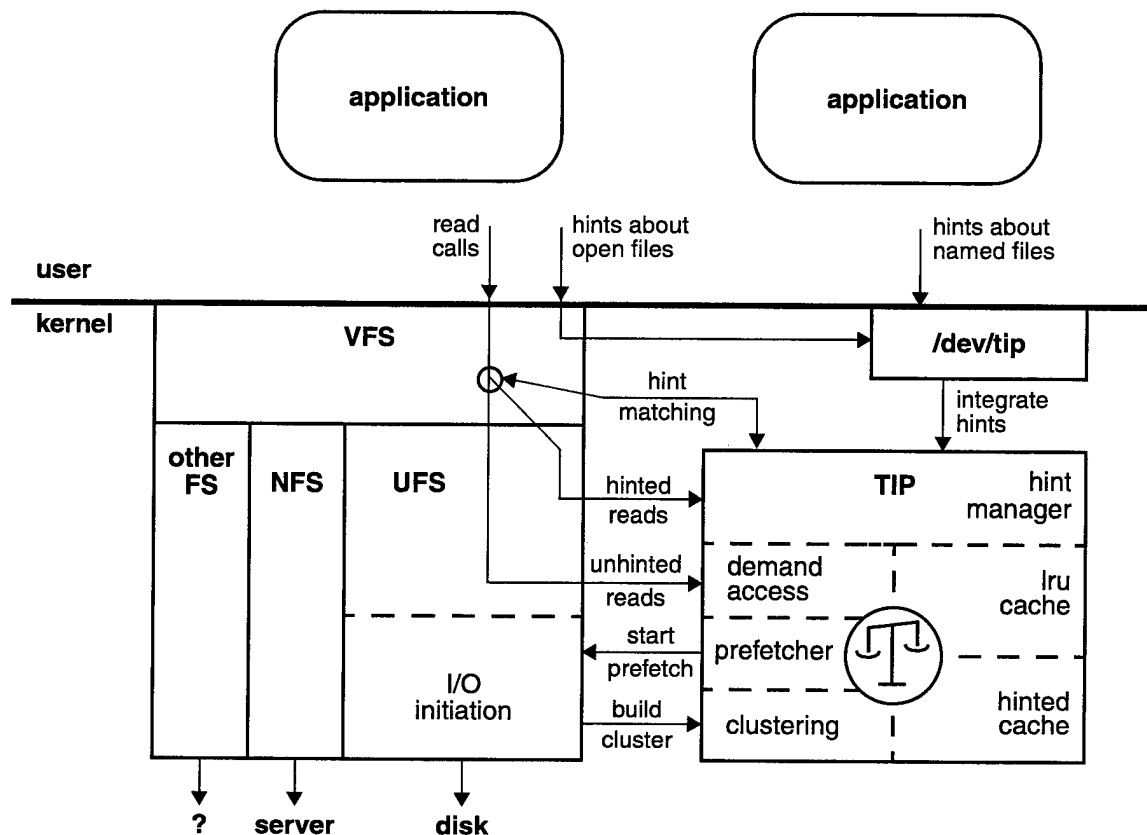 application
application
read
calls
hints about
open files
hints about
named files
user
kernel
VFS
/dev/tip
hint
matching
integrate
hints
other
FS
NFS
UFS
hinted
reads
TIP
hint
manager
unhinted
reads
demand
access
lru
cache
start
prefetch
prefetcher
I/O
initiation
build
cluster
clustering
hinted
cache
?
server
disk